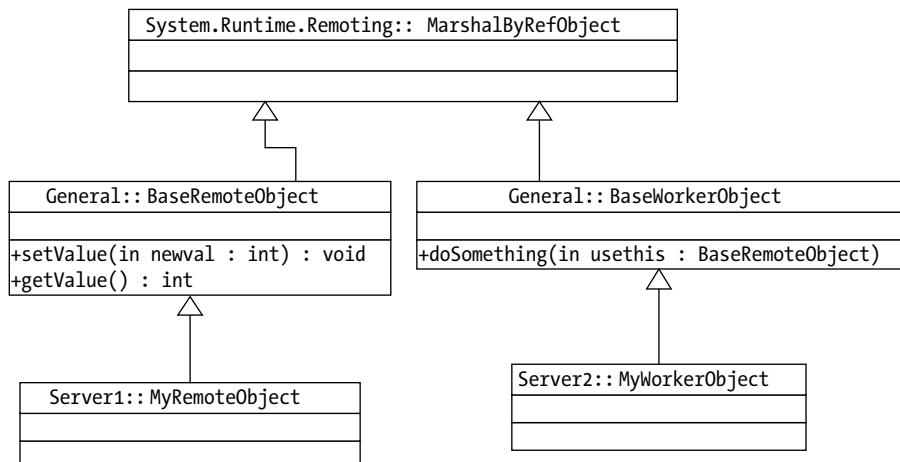 System.Runtime.Remoting:: MarshalByRefObject
General::BaseRemoteObject
+setValue(in newval : int) : void
+getValue() : int
General::BaseWorkerObject
+doSomething(in usethis : BaseRemoteObject)
Server1::MyRemoteObject
Server2::MyWorkerObject